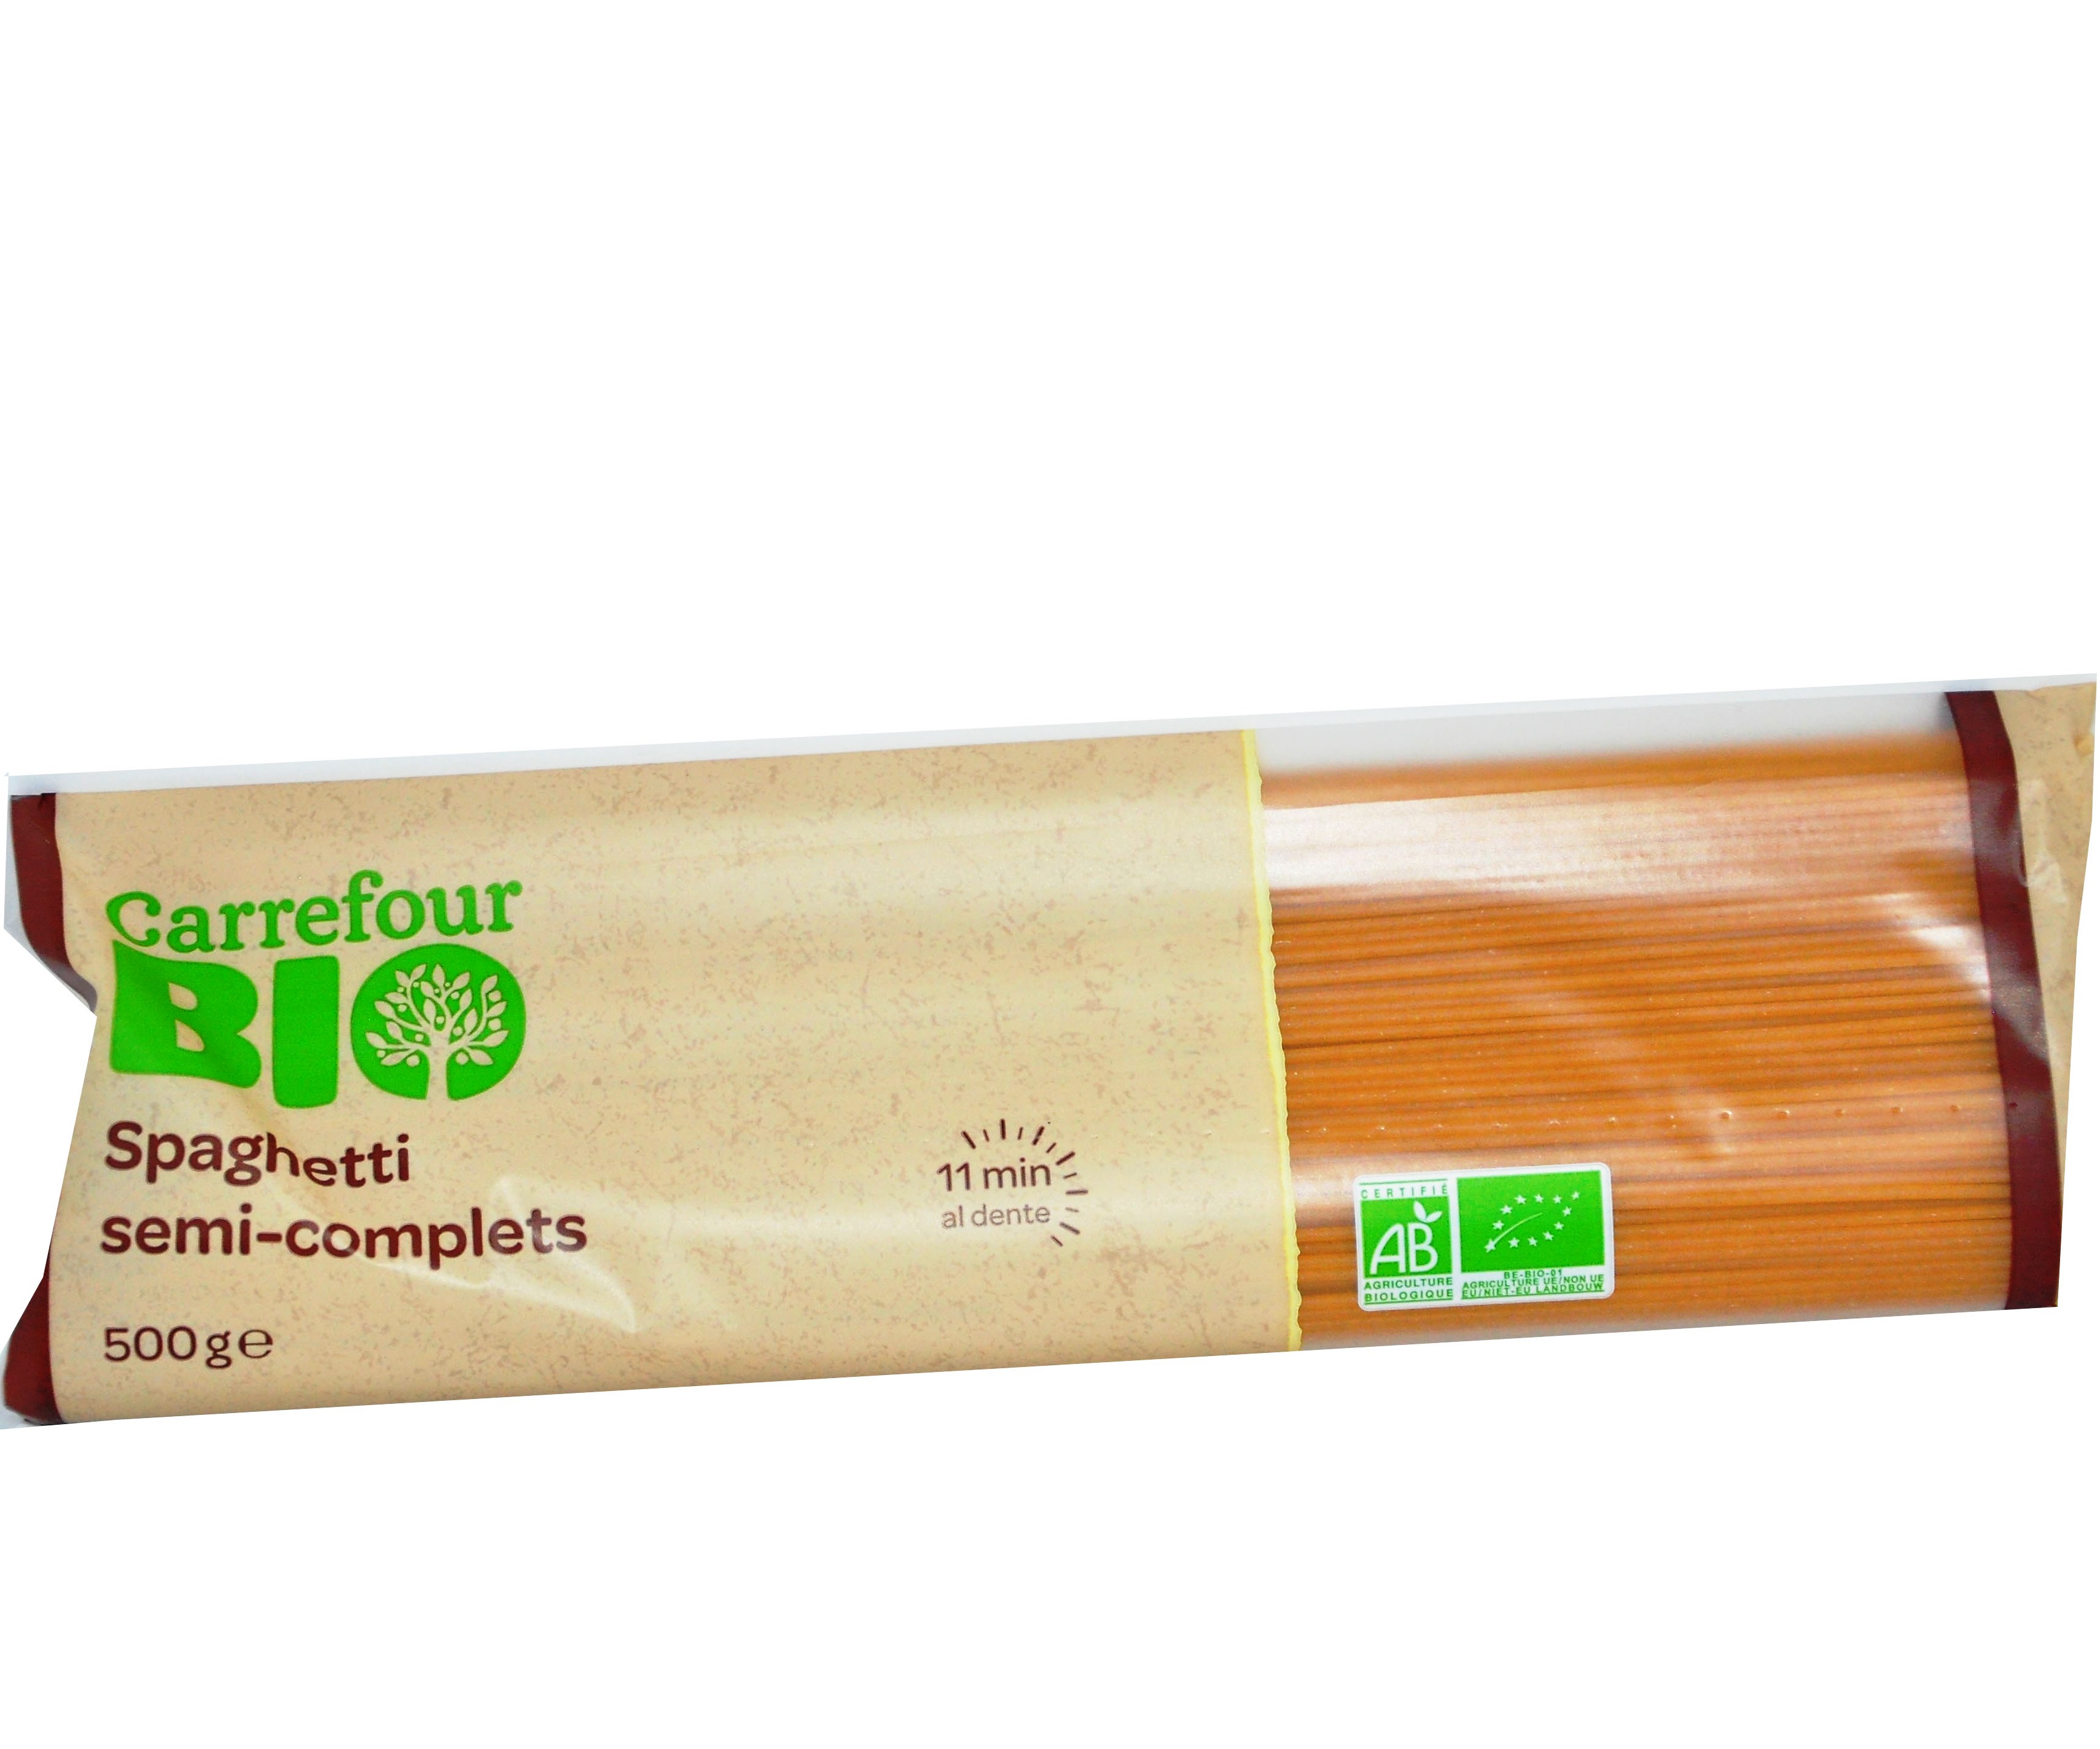 Carrefour
BIO
Spaghetti
semi-complets
500 g e
11 min
al dente
CERTIFIÉ
AB
AGRICULTURE
BIOLOGIQUE
BE-BIO-01
AGRICULTURE UE/NON UE
EU/NIET-EU LANDBOUW